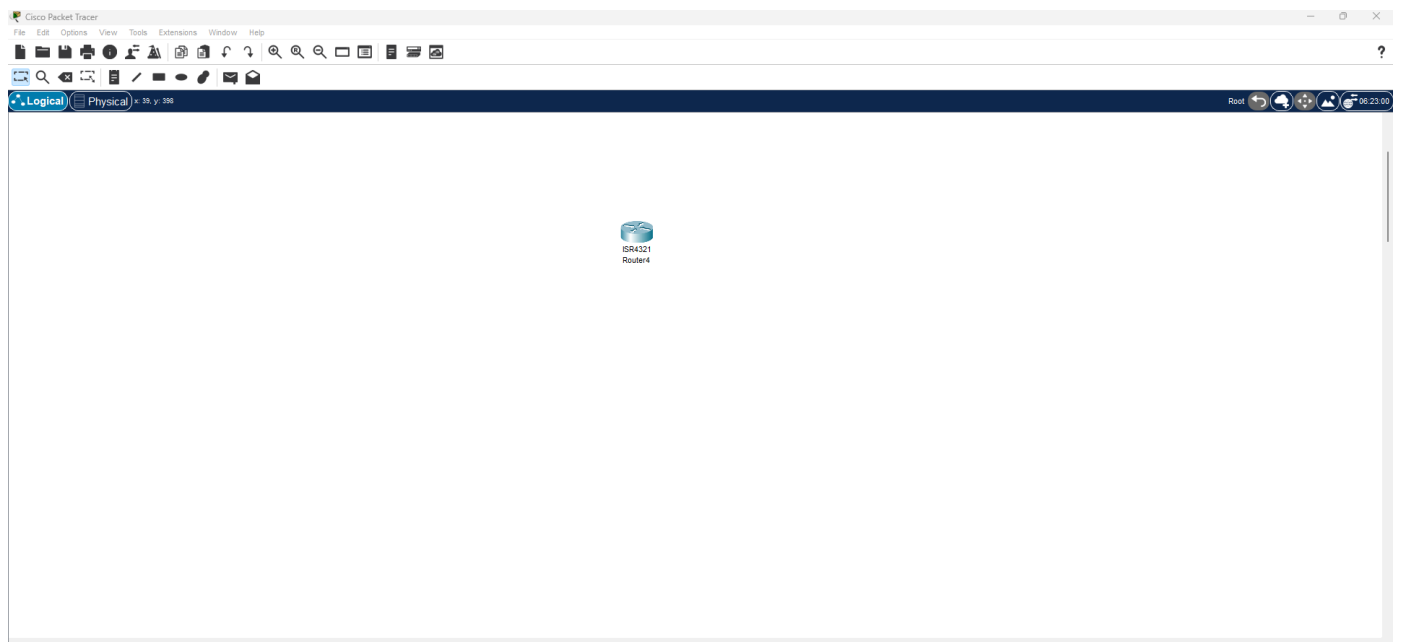 Cisco Packet Tracer
File Edit Options View Tools Extensions Window Help
?
Logical Physical x: 39, y: 398 Root 06:23:00
ISR4321
Router4